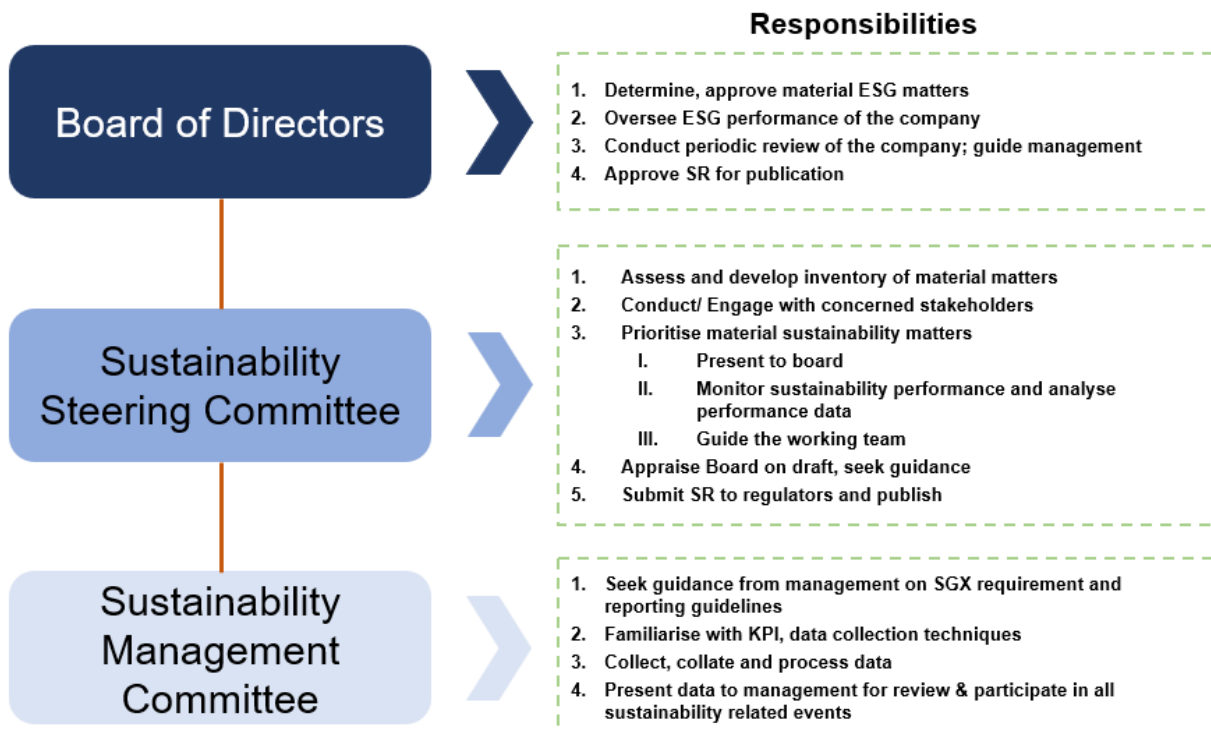 Responsibilities
Board of Directors
1. Determine, approve material ESG matters
2. Oversee ESG performance of the company
3. Conduct periodic review of the company; guide management
4. Approve SR for publication
Sustainability
Steering Committee
1. Assess and develop inventory of material matters
2. Conduct/ Engage with concerned stakeholders
3. Prioritise material sustainability matters
I. Present to board
II. Monitor sustainability performance and analyse
performance data
III. Guide the working team
4. Appraise Board on draft, seek guidance
5. Submit SR to regulators and publish
Sustainability
Management
Committee
1. Seek guidance from management on SGX requirement and
reporting guidelines
2. Familiarise with KPI, data collection techniques
3. Collect, collate and process data
4. Present data to management for review & participate in all
sustainability related events